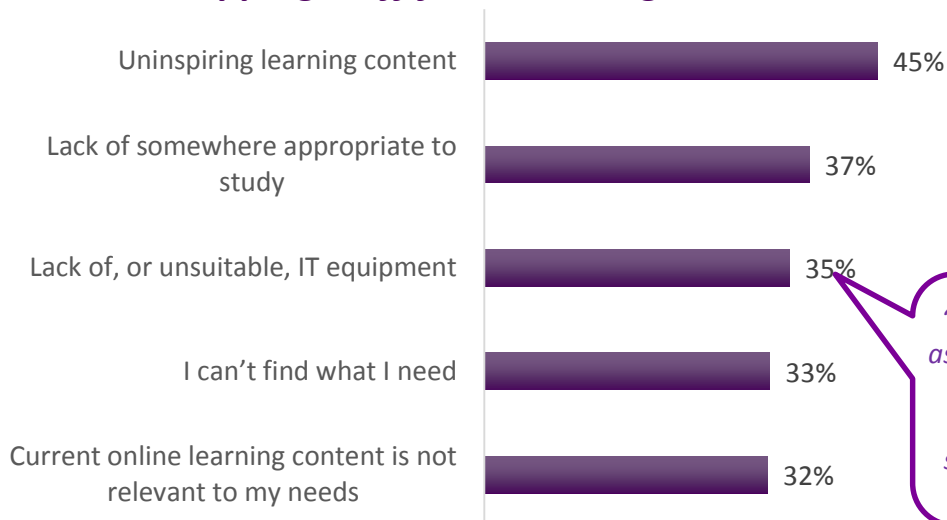 Uninspiring learning content
45%
Lack of somewhere appropriate to
study
37%
Lack of, or unsuitable, IT equipment
35%
I can’t find what I need
33%
Current online learning content is not
relevant to my needs
32%